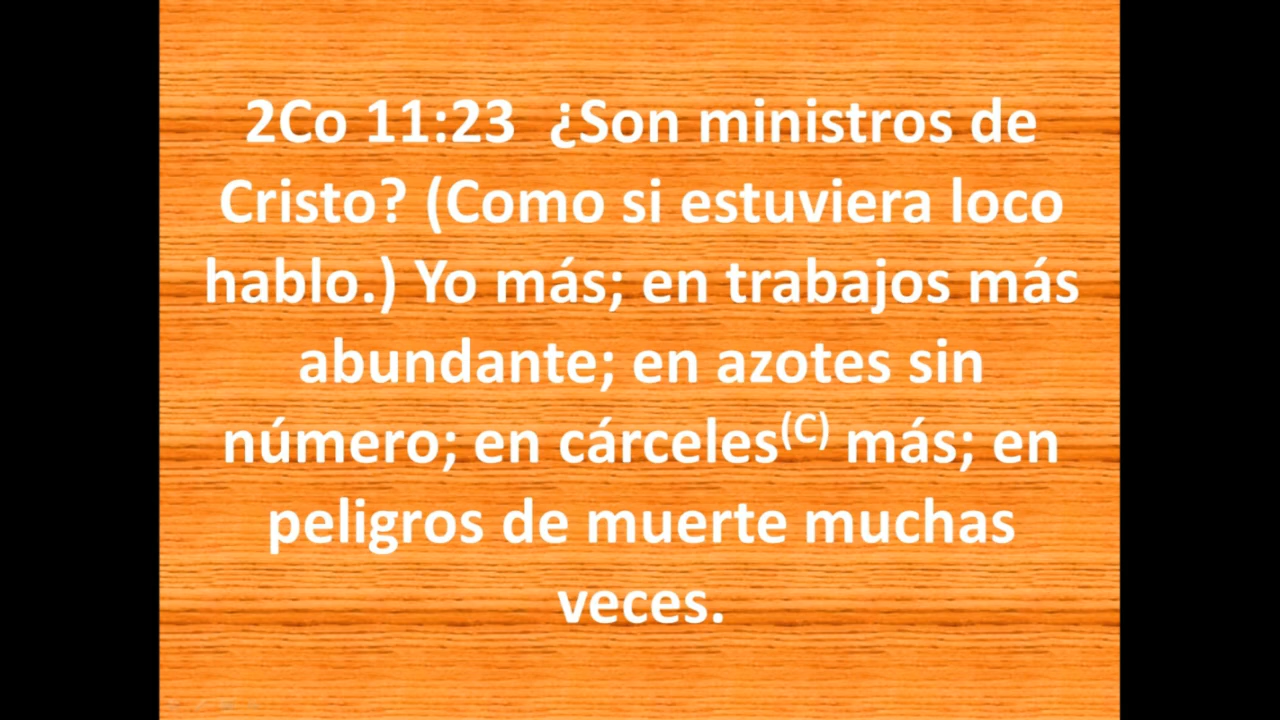 2Co 11:23  ¿Son ministros de
Cristo? (Como si estuviera loco
hablo.) Yo más; en trabajos más
abundante; en azotes sin
número; en cárceles(C) más; en
peligros de muerte muchas
veces.